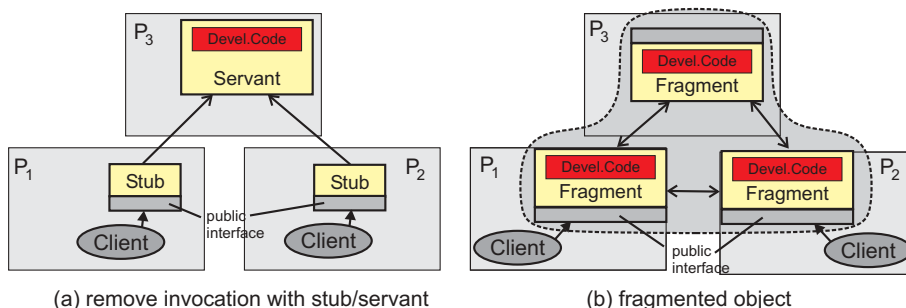 P3
Devel.Code
Servant
P1
Stub
Stub
P2
public
interface
Client
Client
(a) remove invocation with stub/servant
P3
Devel.Code
Fragment
P1
Devel.Code
Fragment
Devel.Code
Fragment
P2
Client
public
interface
Client
(b) fragmented object